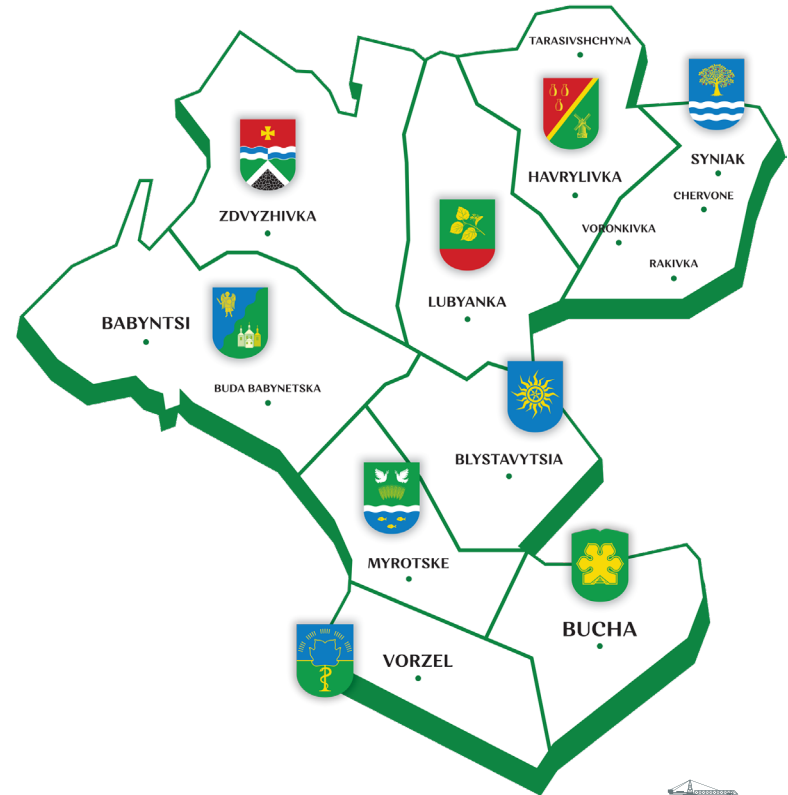 TARASIVSHCHYNA
SYNIAK
HAVRYLIVKA
CHERVONE
ZDVYZHIVKA
VORONKIVKA
RAKIVKA
LUBYANKA
BABYNTSI
BUDA BABYNETSKA
BLYSTAVYTSIA
MYROTSKE
BUCHA
VORZEL